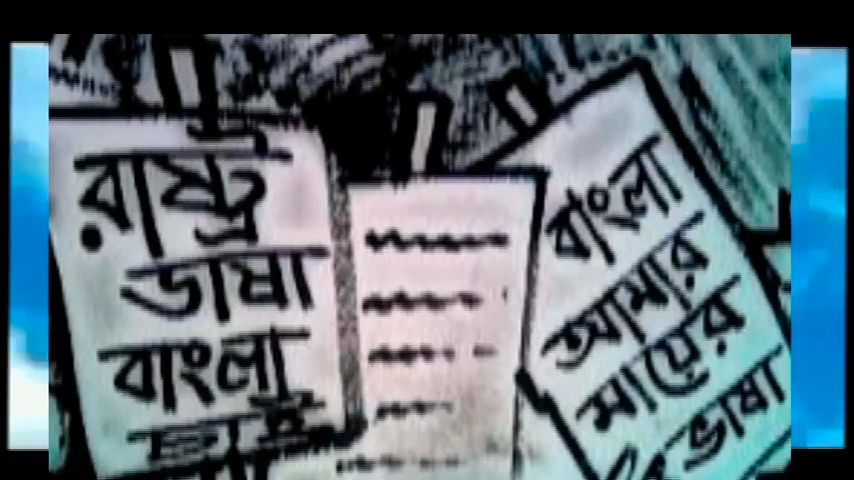 রাষ্ট্র
ভাষা
বাংলা
চাই
বাংলা
আমার
মায়ের
ভাষা